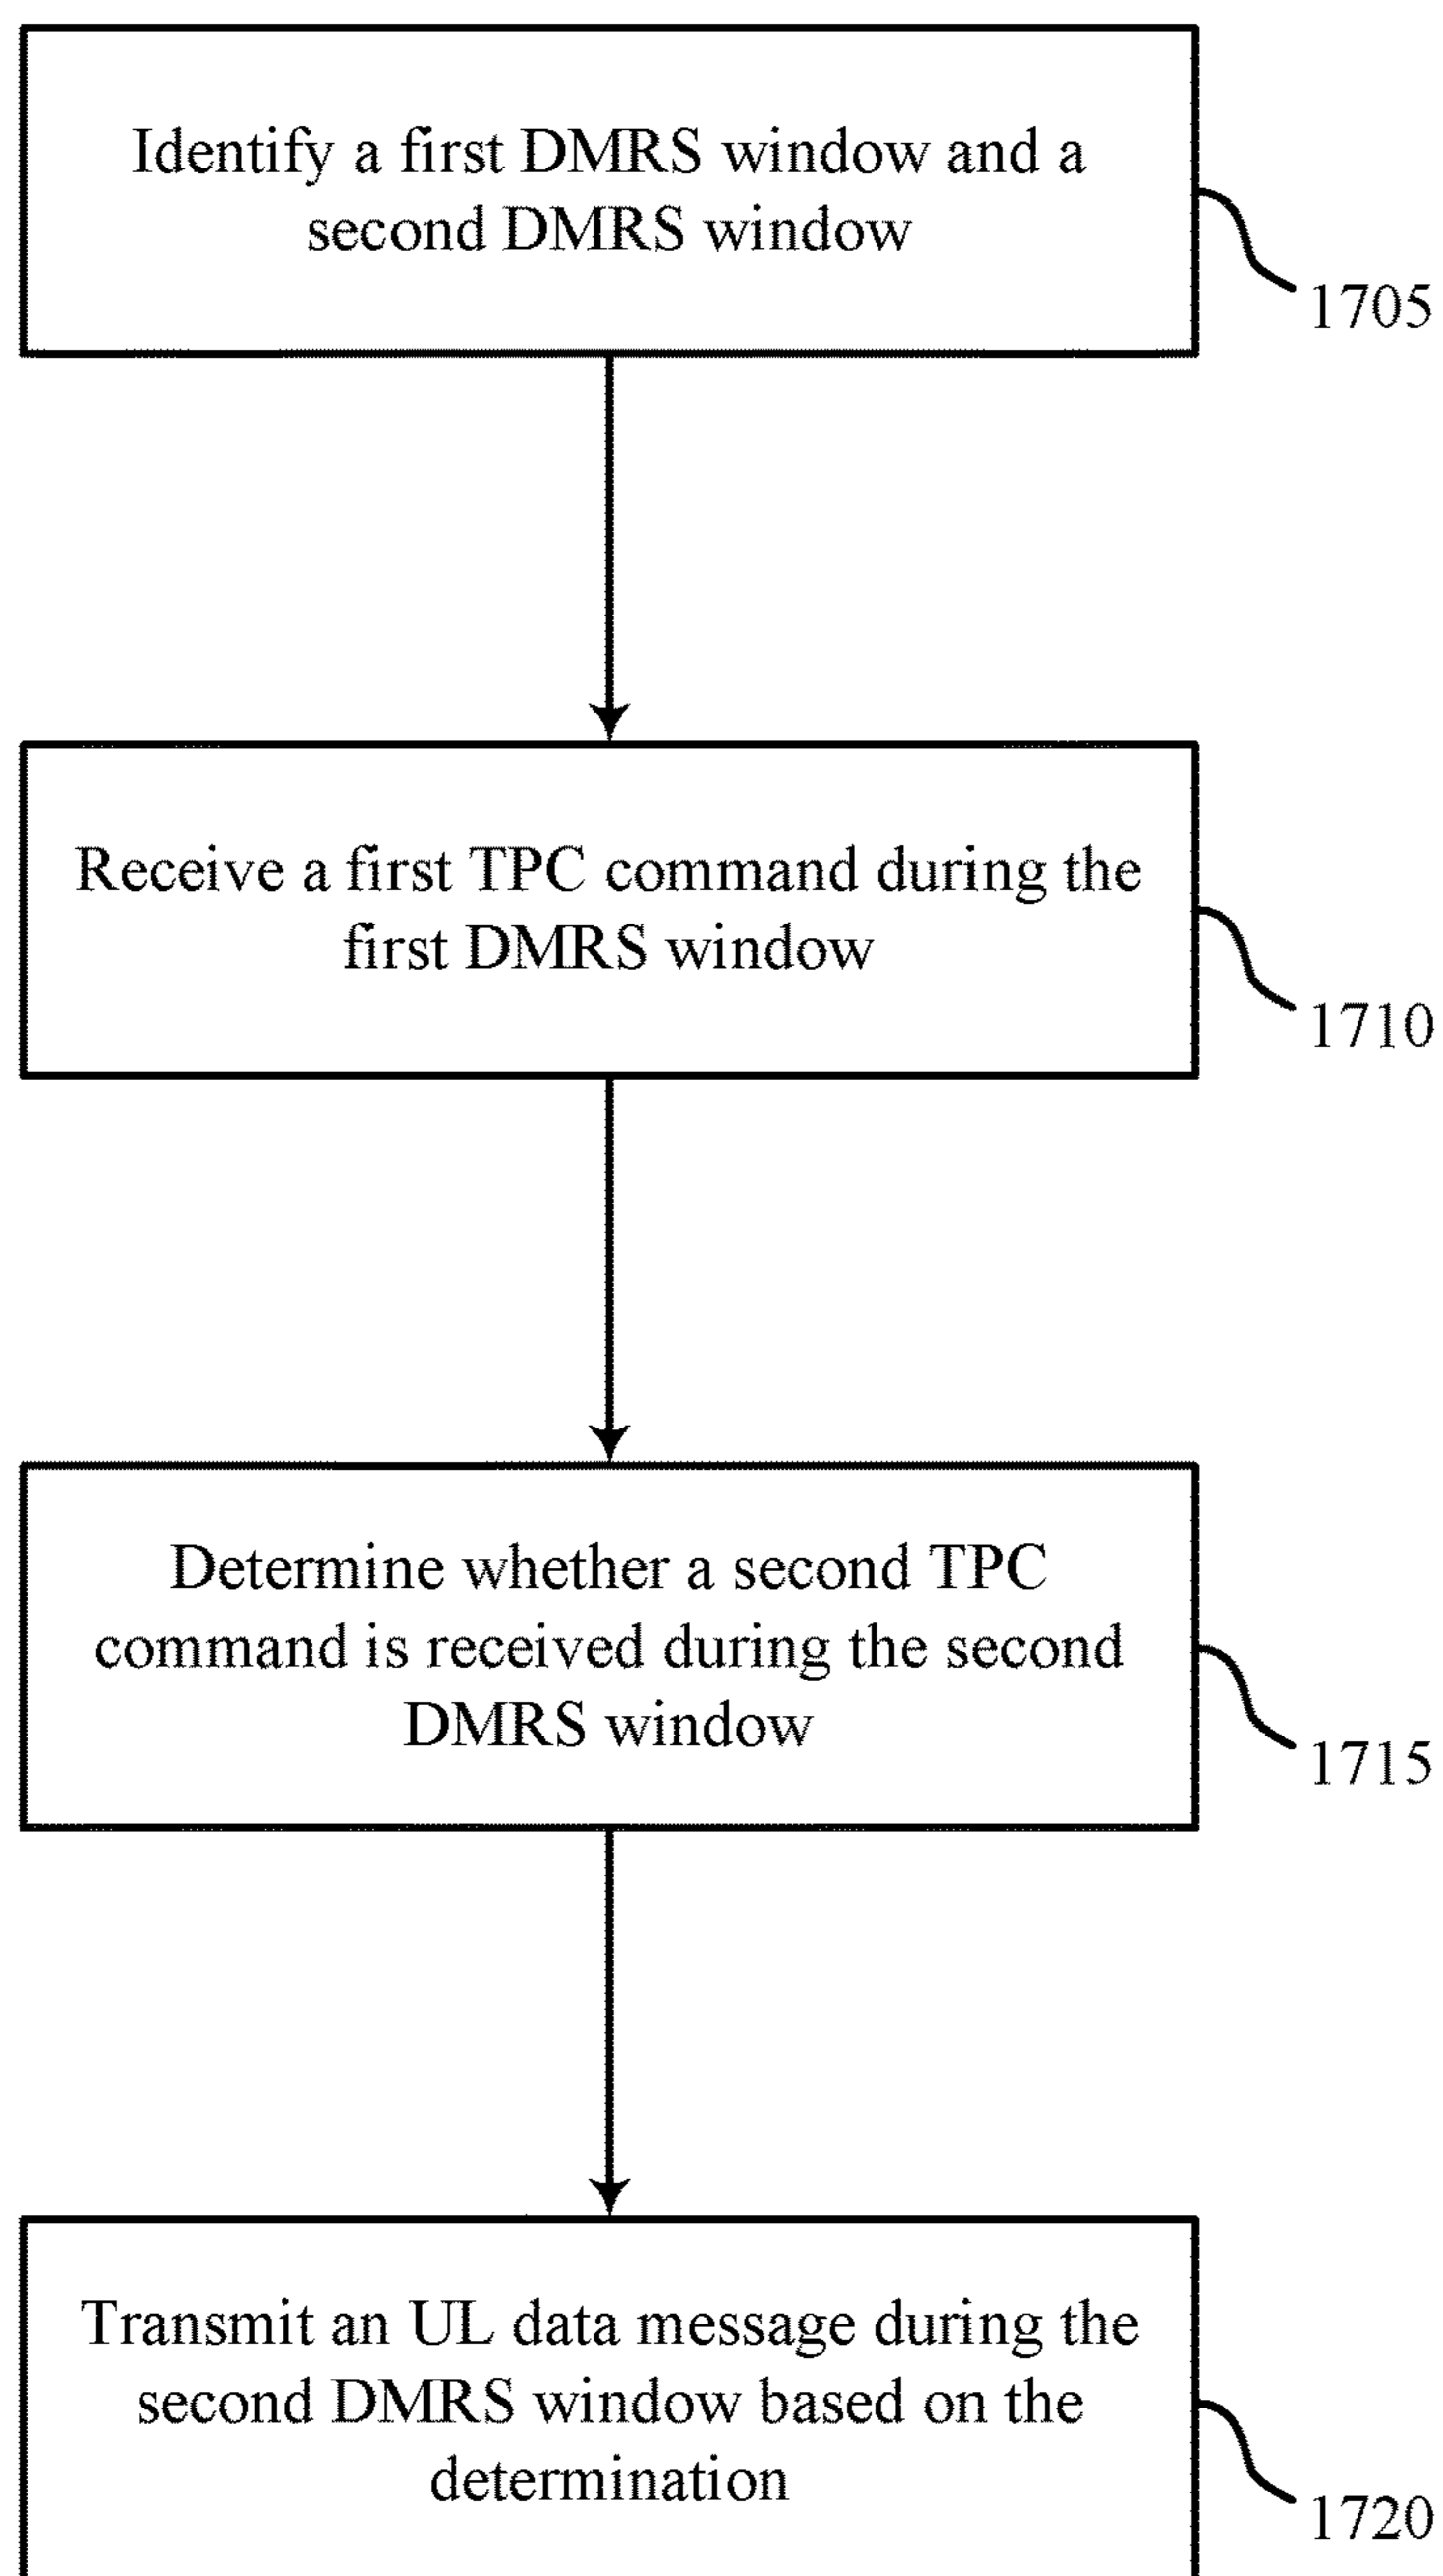 Identify a first DMRS window and a
second DMRS window
1705
Receive a first TPC command during the
first DMRS window
1710
Determine whether a second TPC
command is received during the second
DMRS window
1715
Transmit an UL data message during the
second DMRS window based on the
determination
1720